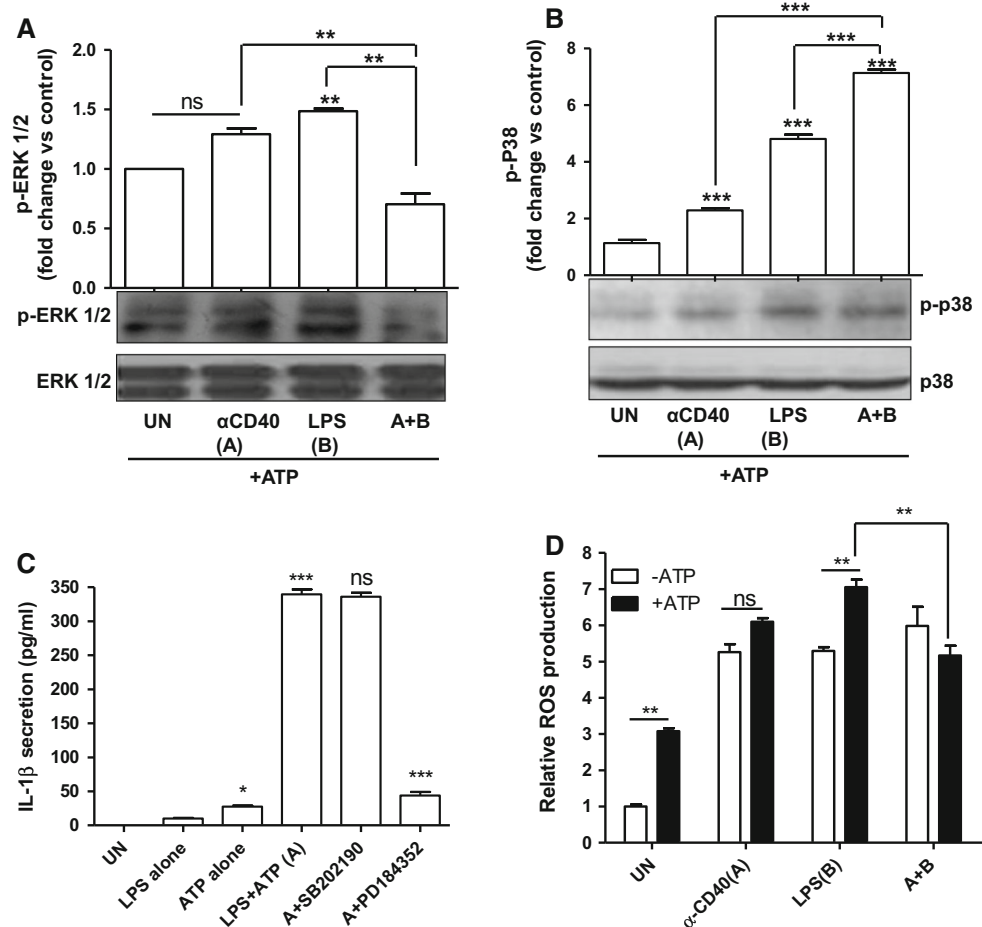 A
p-ERK 1/2
(fold change vs control)
2.0
1.5
1.0
0.5
0.0
ns
**
**
**
p-ERK 1/2
ERK 1/2
UN
αCD40
(A)
LPS
(B)
A+B
+ATP
B
p-P38
(fold change vs control)
8
6
4
2
0
***
***
***
***
***
p-p38
p38
UN
αCD40
(A)
LPS
(B)
A+B
+ATP
C
IL-1β secretion (pg/ml)
350
300
250
200
150
100
50
0
*
***
ns
***
UN
LPS alone
ATP alone
LPS+ATP (A)
A+SB202190
A+PD184352
D
Relative ROS production
8
7
6
5
4
3
2
1
0
-ATP
+ATP
**
ns
**
**
UN
α-CD40(A)
LPS(B)
A+B